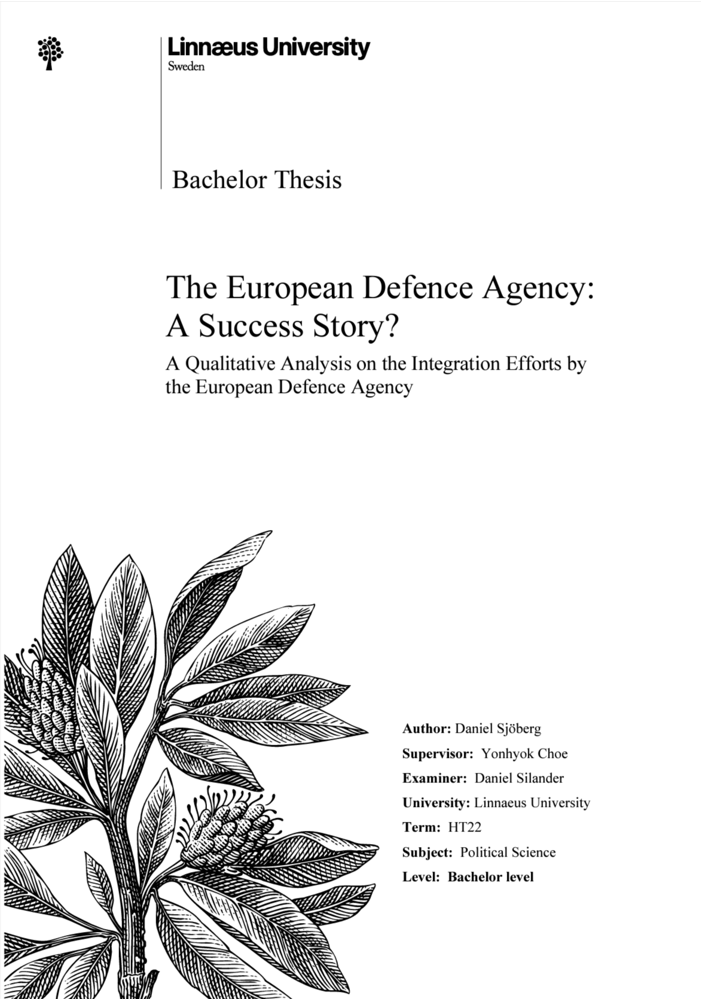 Linnæus University
Sweden
Bachelor Thesis
The European Defence Agency:
A Success Story?
A Qualitative Analysis on the Integration Efforts by
the European Defence Agency
Author: Daniel Sjöberg
Supervisor: Yonhyok Choe
Examiner: Daniel Silander
University: Linnaeus University
Term: HT22
Subject: Political Science
Level: Bachelor level